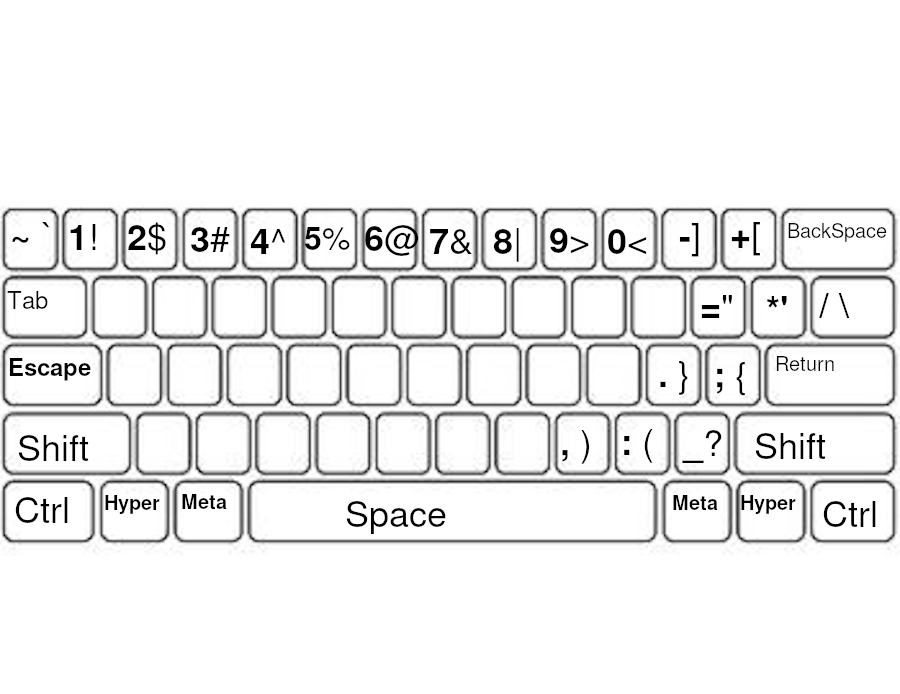 ~ ` 1! 2$ 3# 4^ 5% 6@ 7& 8| 9> 0< -] +[ BackSpace
Tab =" *' / \
Escape . } ; { Return
Shift , ) : ( _? Shift
Ctrl Hyper Meta Space Meta Hyper Ctrl